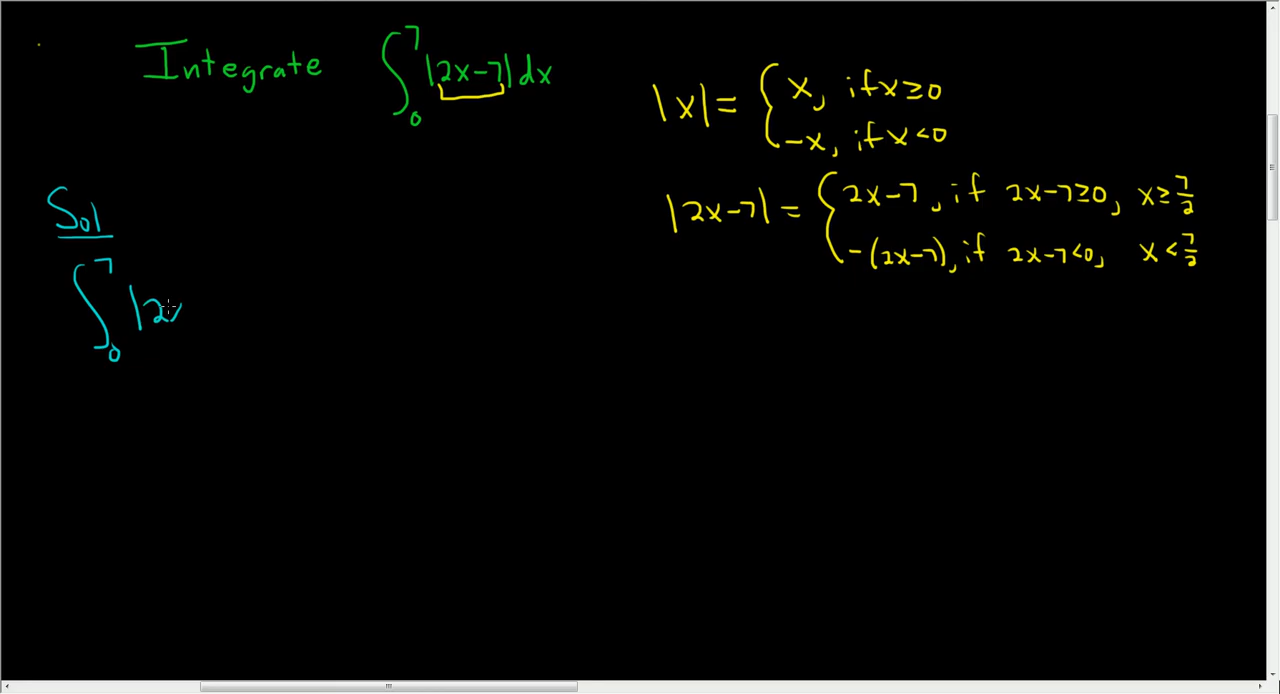 Integrate ∫₀⁷ |2x-7| dx
|x| = { x, if x ≥ 0
-x, if x < 0
|2x-7| = { 2x-7, if 2x-7≥0, x ≥ 7/2
-(2x-7), if 2x-7<0, x < 7/2
Sol
∫₀⁷ |2x